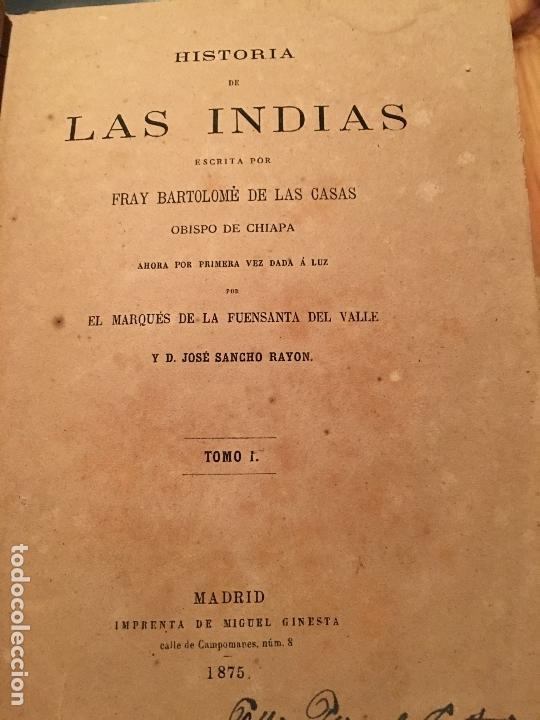 HISTORIA
DE
LAS INDIAS
ESCRITA POR
FRAY BARTOLOMÉ DE LAS CASAS
OBISPO DE CHIAPA
AHORA POR PRIMERA VEZ DADA Á LUZ
POR
EL MARQUÉS DE LA FUENSANTA DEL VALLE
Y D. JOSÉ SANCHO RAYON.
TOMO I.
MADRID
IMPRENTA DE MIGUEL GINESTA
calle de Campomanes, núm. 8
1875.
todocoleccion